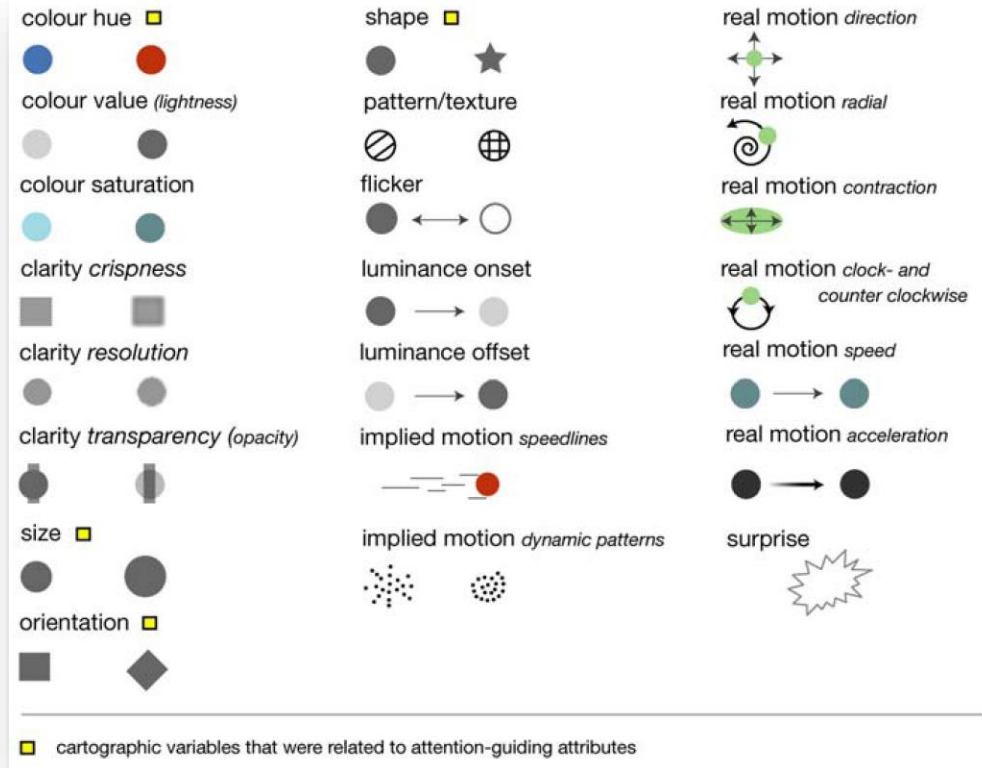 colour hue
colour value (lightness)
colour saturation
clarity crispness
clarity resolution
clarity transparency (opacity)
size
orientation
shape
pattern/texture
flicker
luminance onset
luminance offset
implied motion speedlines
implied motion dynamic patterns
real motion direction
real motion radial
real motion contraction
real motion clock- and
counter clockwise
real motion speed
real motion acceleration
surprise
cartographic variables that were related to attention-guiding attributes